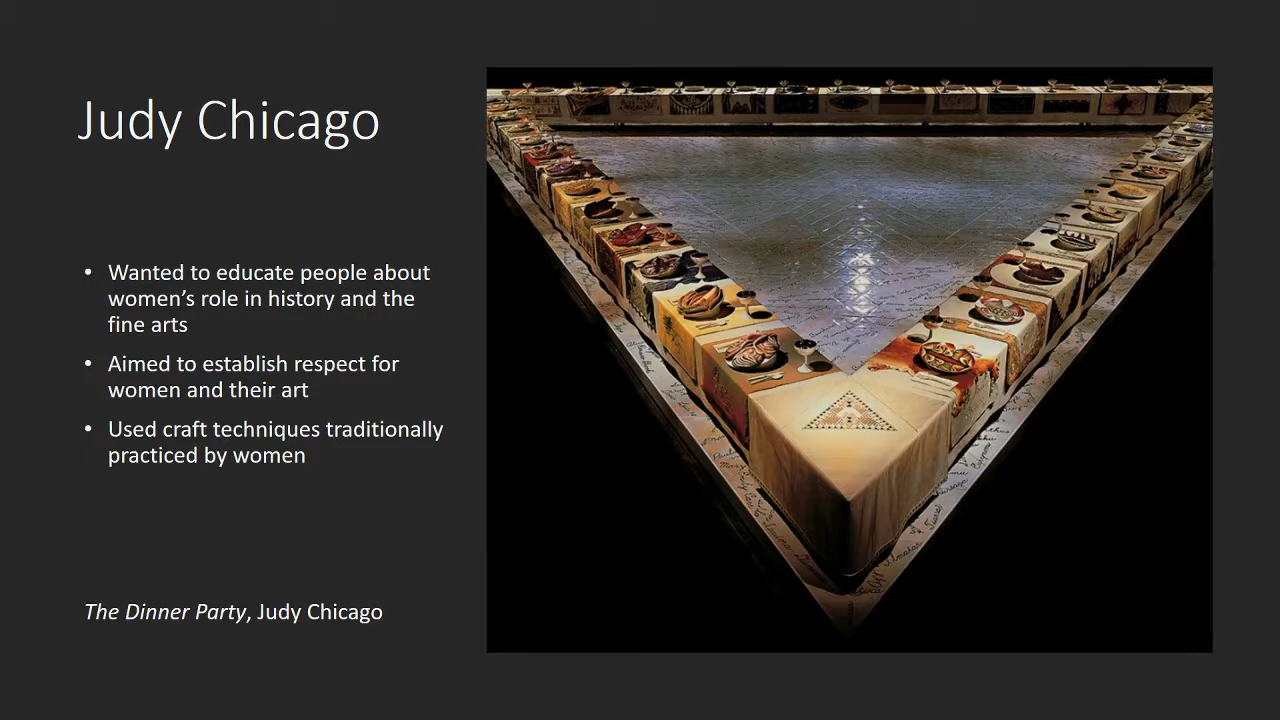 Judy Chicago
• Wanted to educate people about
women’s role in history and the
fine arts
• Aimed to establish respect for
women and their art
• Used craft techniques traditionally
practiced by women
The Dinner Party, Judy Chicago